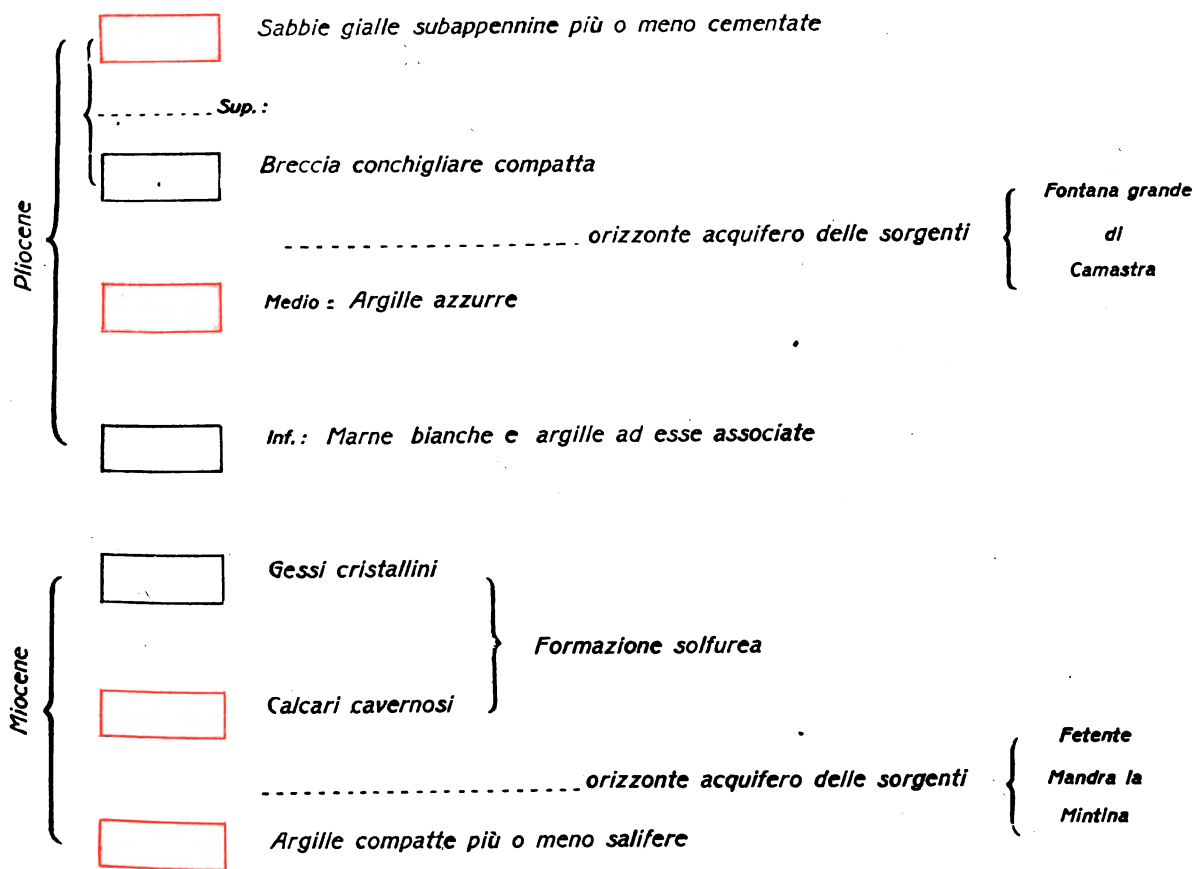 Sabbie gialle subappennine più o meno cementate
Sup.:
Breccia conchigliare compatta
Pliocene
orizzonte acquifero delle sorgenti
Fontana grande
di
Camastra
Medio: Argille azzurre
Inf.: Marne bianche e argille ad esse associate
Gessi cristallini
Formazione solfurea
Miocene
Calcari cavernosi
orizzonte acquifero delle sorgenti
Fetente
Mandra la
Mintina
Argille compatte più o meno salifere